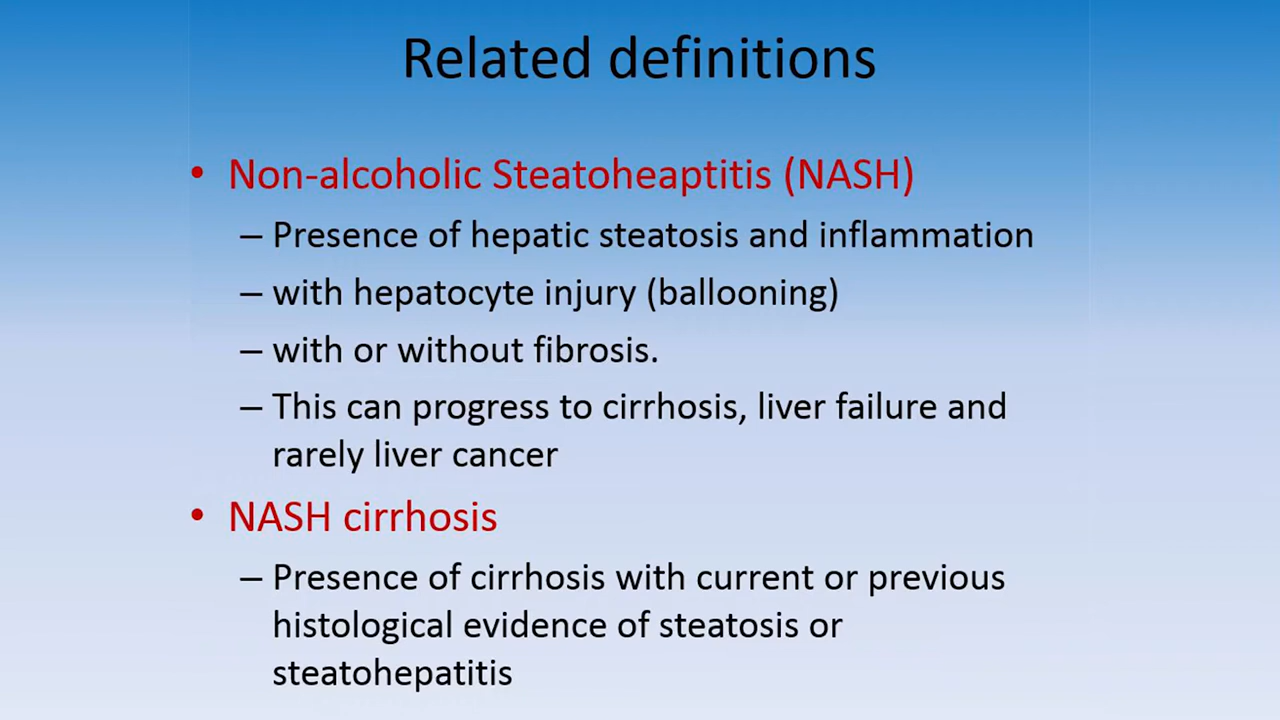 Related definitions
• Non-alcoholic Steatoheaptitis (NASH)
– Presence of hepatic steatosis and inflammation
– with hepatocyte injury (ballooning)
– with or without fibrosis.
– This can progress to cirrhosis, liver failure and
rarely liver cancer
• NASH cirrhosis
– Presence of cirrhosis with current or previous
histological evidence of steatosis or
steatohepatitis